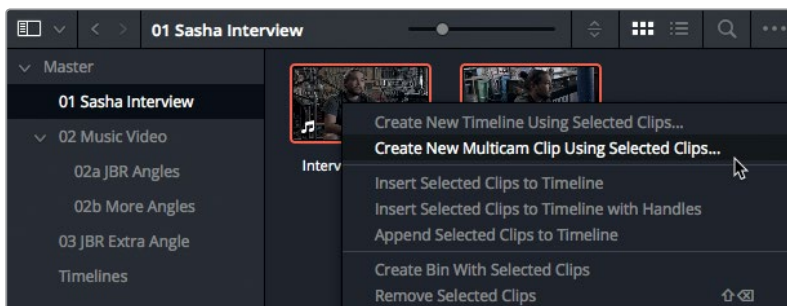 01 Sasha Interview
Master
01 Sasha Interview
02 Music Video
02a JBR Angles
02b More Angles
03 JBR Extra Angle
Timelines
Interv
Create New Timeline Using Selected Clips...
Create New Multicam Clip Using Selected Clips...
Insert Selected Clips to Timeline
Insert Selected Clips to Timeline with Handles
Append Selected Clips to Timeline
Create Bin With Selected Clips
Remove Selected Clips